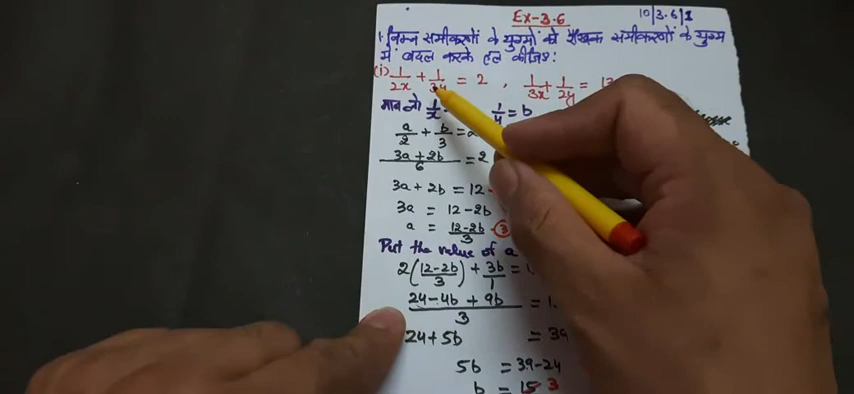 Ex-3.6
10/3.6/1
1. निम्न समीकरणों के युग्मों को रैखिक समीकरणों के युग्म
में बदल करके हल कीजिए:
(i) 1/2x + 1/3y = 2 , 1/3x + 1/2y = 13
माना लो 1/x = 1/y = b
a/2 + b/3 = 2
3a + 2b / 6 = 2
3a + 2b = 12
3a = 12 - 2b
a = 12-2b / 3 - ③
Put the value of a
2(12-2b / 3) + 3b/1 = 1
24 - 4b + 9b / 3 = 1
24 + 5b = 39
5b = 39 - 24
b = 15 3